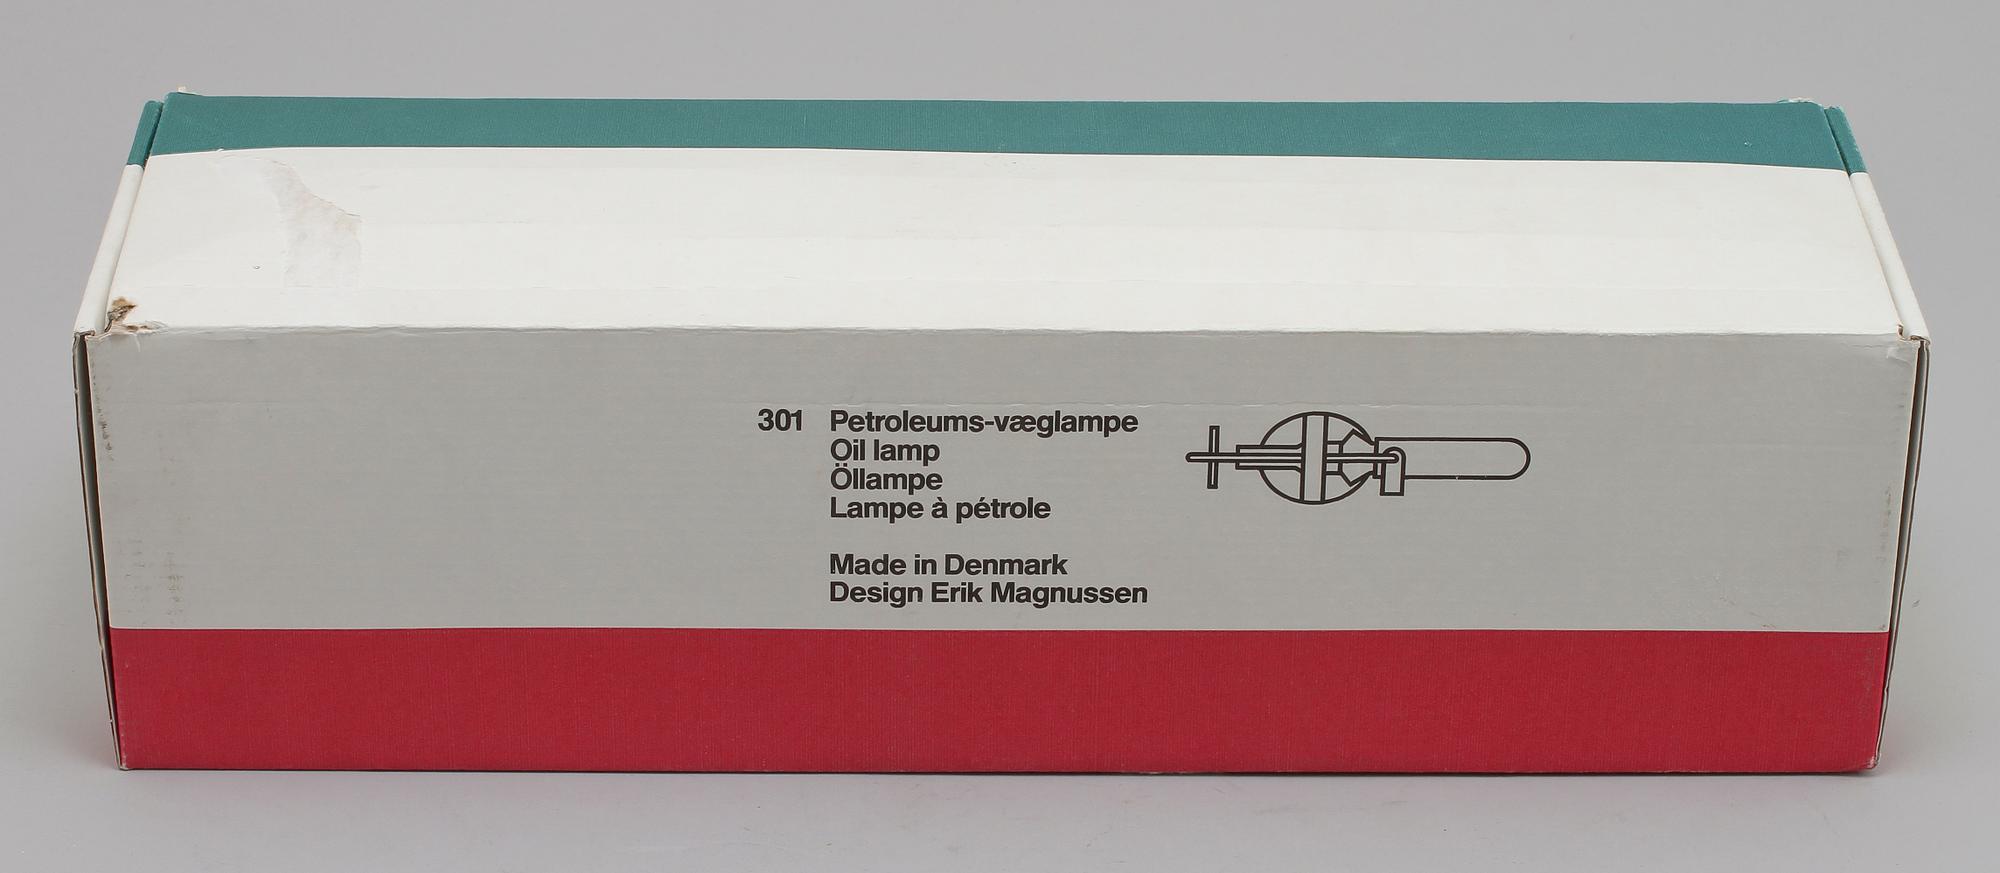 301 Petroleums-væglampe
Oil lamp
Öllampe
Lampe à pétrole
Made in Denmark
Design Erik Magnussen